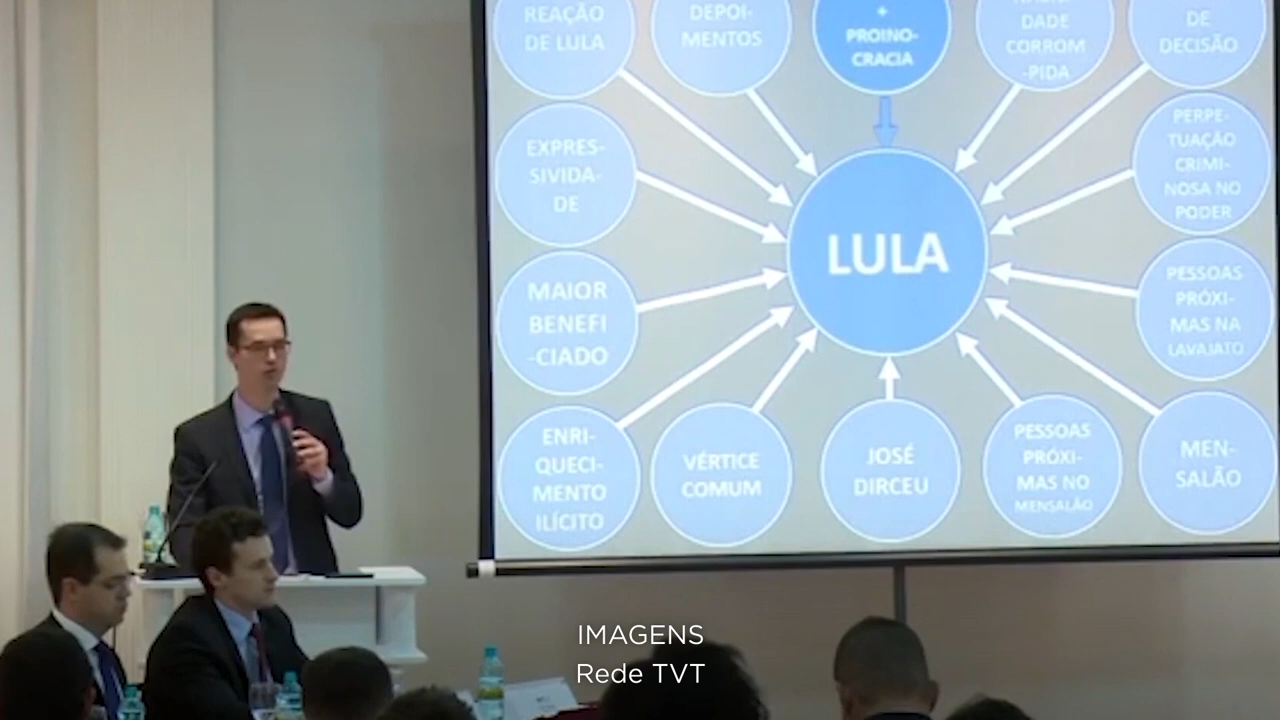 REAÇÃO
DE LULA
DEPOI-
MENTOS
+
PROINO-
CRACIA
DADE
CORROM
-PIDA
DE
DECISÃO
EXPRES-
SIVIDA-
DE
LULA
PERPE-
TUAÇÃO
CRIMI-
NOSA NO
PODER
MAIOR
BENEFI
-CIADO
PESSOAS
PRÓXI-
MAS NA
LAVAJATO
ENRI-
QUECI-
MENTO
ILÍCITO
VÉRTICE
COMUM
JOSÉ
DIRCEU
PESSOAS
PRÓXI-
MAS NO
MENSALÃO
MEN-
SALÃO
IMAGENS
Rede TVT